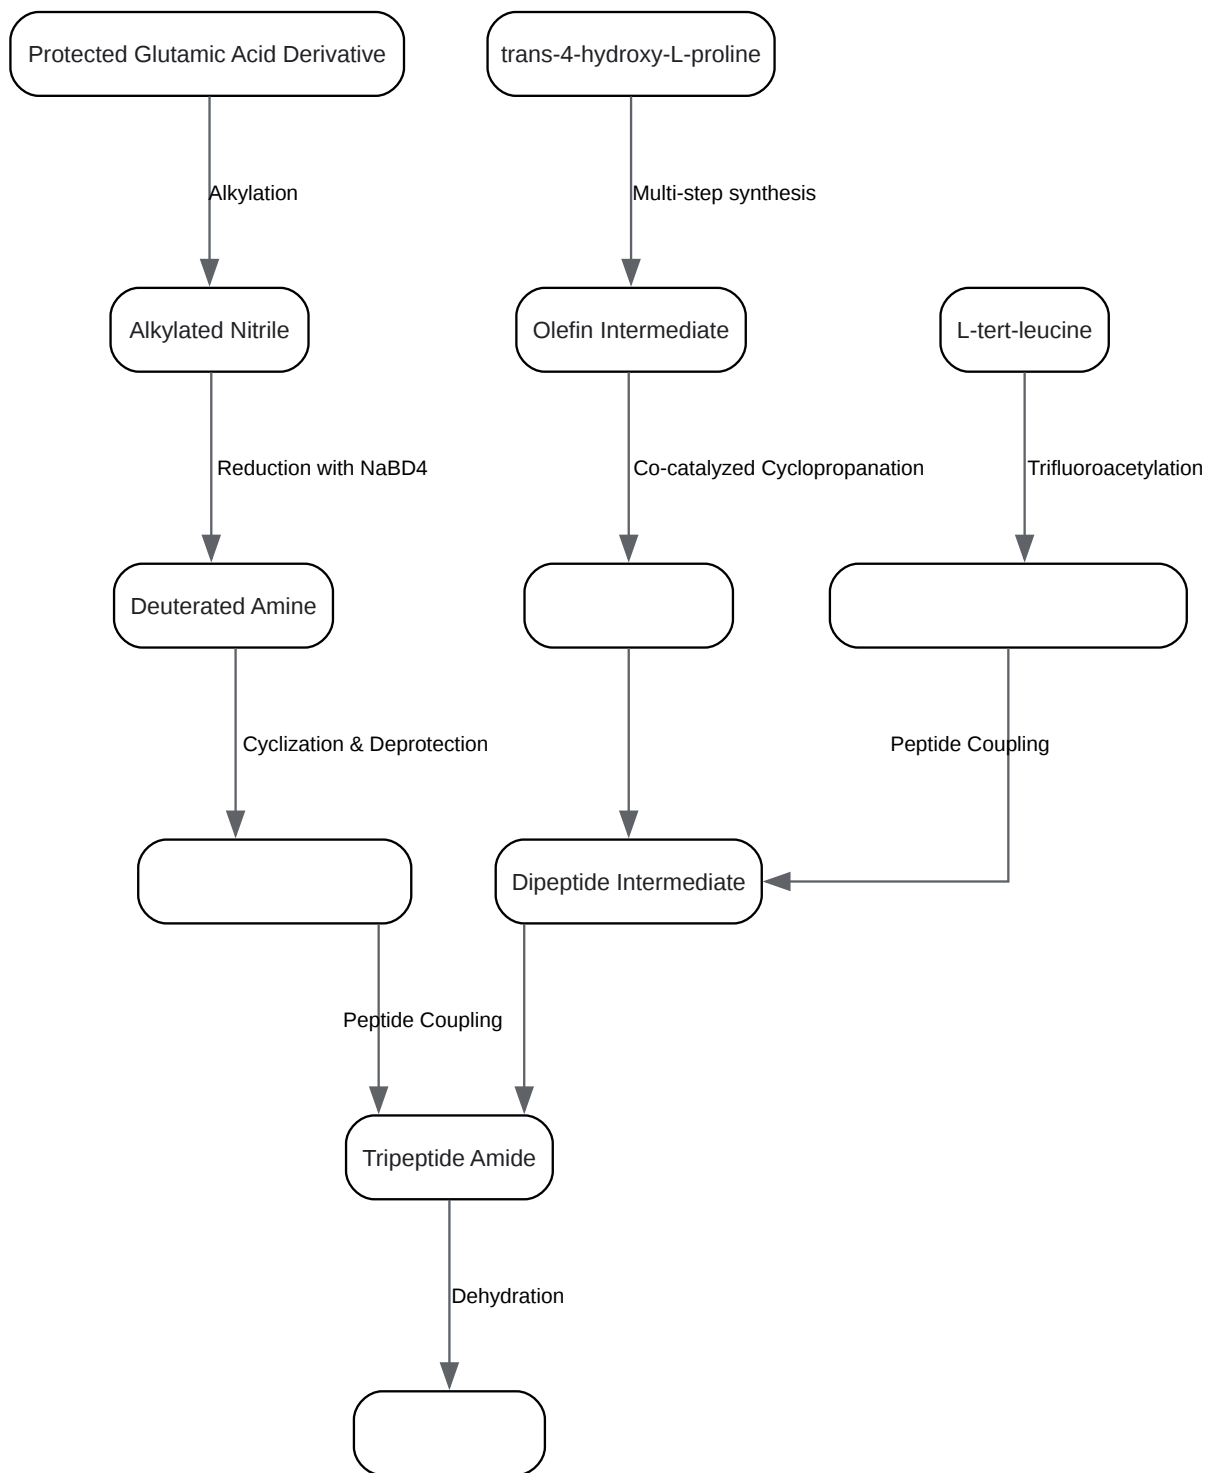 Protected Glutamic Acid Derivative
trans-4-hydroxy-L-proline
Alkylation
Multi-step synthesis
Alkylated Nitrile
Olefin Intermediate
L-tert-leucine
Reduction with NaBD4
Co-catalyzed Cyclopropanation
Trifluoroacetylation
Deuterated Amine
Cyclization & Deprotection
Peptide Coupling
Dipeptide Intermediate
Peptide Coupling
Tripeptide Amide
Dehydration